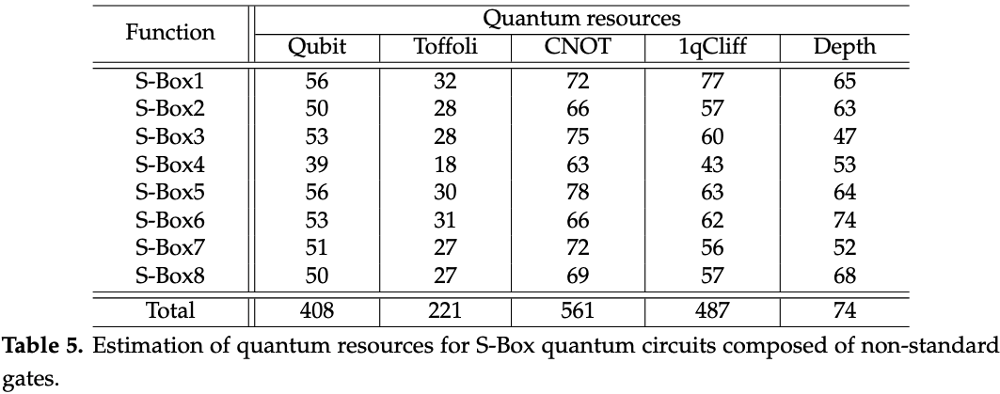 Function Quantum resources
Qubit Toffoli CNOT 1qCliff Depth
S-Box1 56 32 72 77 65
S-Box2 50 28 66 57 63
S-Box3 53 28 75 60 47
S-Box4 39 18 63 43 53
S-Box5 56 30 78 63 64
S-Box6 53 31 66 62 74
S-Box7 51 27 72 56 52
S-Box8 50 27 69 57 68
Total 408 221 561 487 74
Table 5. Estimation of quantum resources for S-Box quantum circuits composed of non-standard
gates.